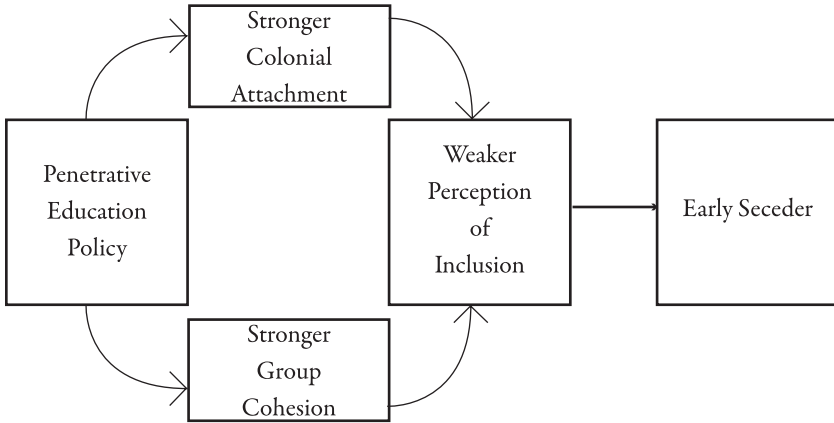 Stronger
Colonial
Attachment
Penetrative
Education
Policy
Weaker
Perception
of
Inclusion
Early Seceder
Stronger
Group
Cohesion